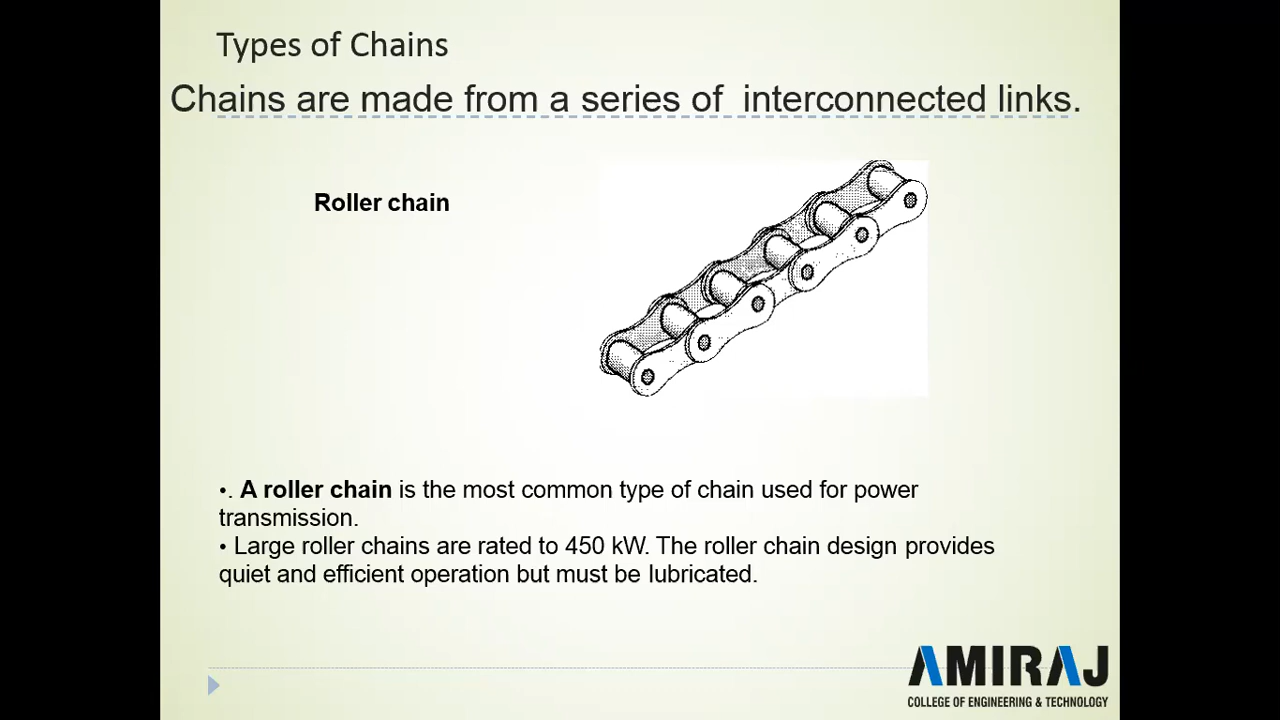 Types of Chains
Chains are made from a series of interconnected links.
Roller chain
•. A roller chain is the most common type of chain used for power
transmission.
• Large roller chains are rated to 450 kW. The roller chain design provides
quiet and efficient operation but must be lubricated.
AMIRAJ
COLLEGE OF ENGINEERING & TECHNOLOGY